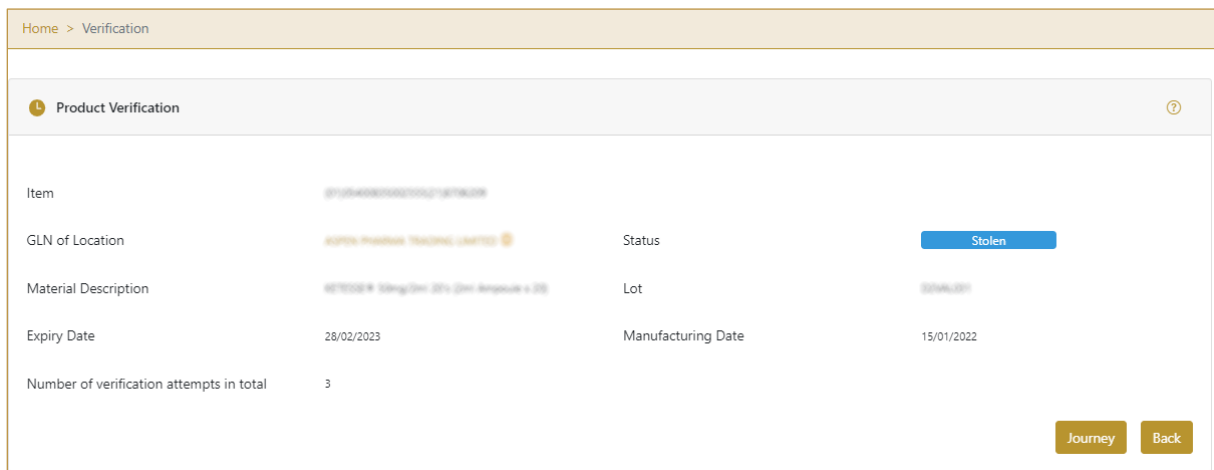 Home > Verification
Product Verification
Item
GLN of Location
Status Stolen
Material Description
Lot
Expiry Date 28/02/2023 Manufacturing Date 15/01/2022
Number of verification attempts in total 3
Journey Back